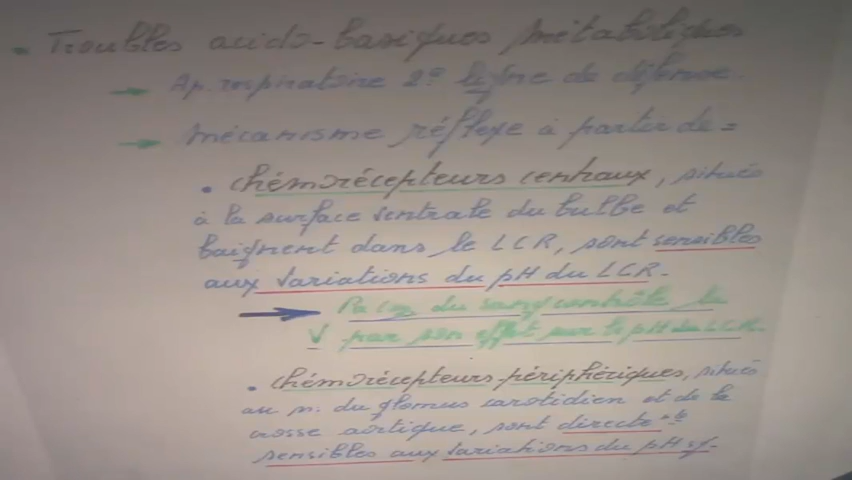 • Troubles acido-basiques métaboliques
→ Ap. respiratoire 2º ligne de défense.
→ mécanisme réflexe à partir de =
• chémorécepteurs centraux, situés
à la surface ventrale du bulbe et
baignent dans le LCR, sont sensibles
aux variations du pH du LCR.
→ Pa CO2 du sang contrôle la
V par son effet sur le pH du LCR.
• chémorécepteurs périphériques, situés
au n. du glomus carotidien et de la
crosse aortique, sont directe
sensibles aux variations du pH